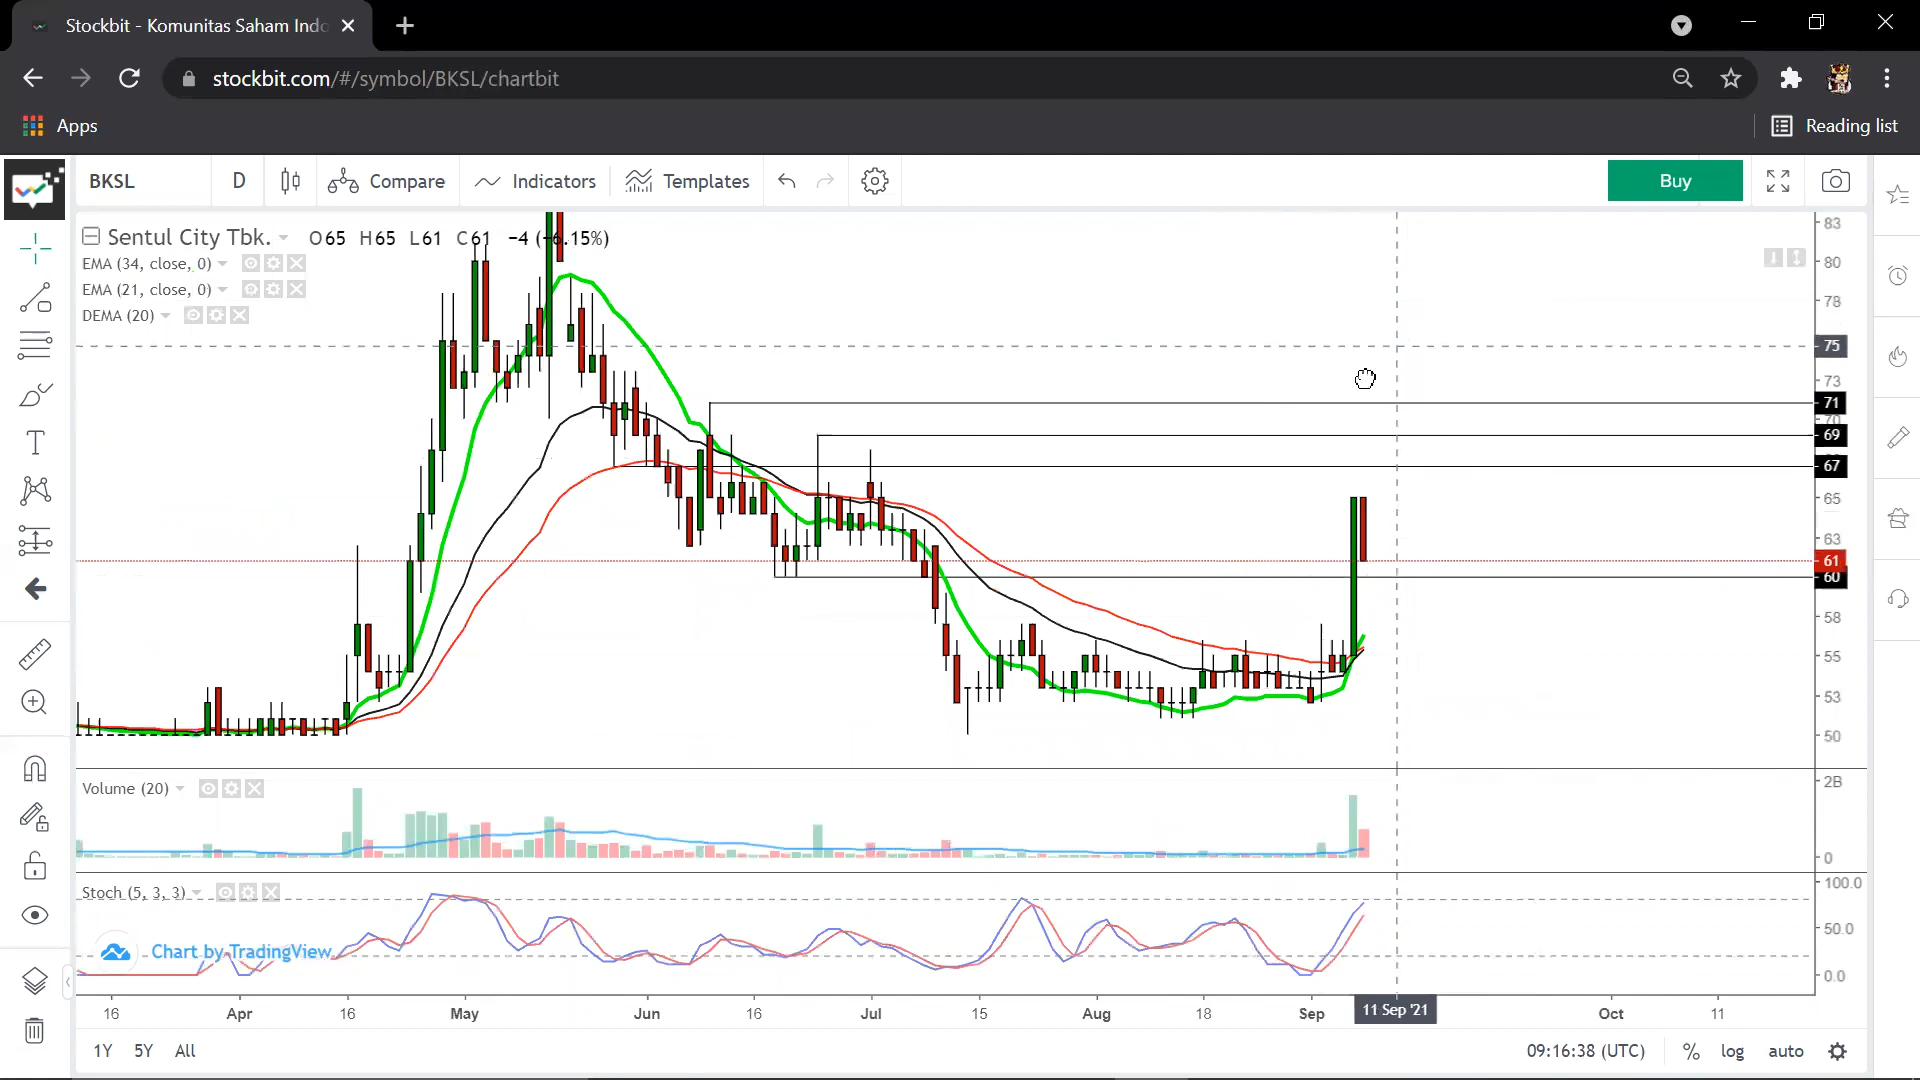 Stockbit - Komunitas Saham Indo
stockbit.com/#/symbol/BKSL/chartbit
Apps
Reading list
BKSL
D
Compare
Indicators
Templates
Buy
Sentul City Tbk. O65 H65 L61 C61 −4 (−6.15%)
EMA (34, close, 0)
EMA (21, close, 0)
DEMA (20)
83
80
78
75
73
71
70
69
67
65
63
61
60
58
55
53
50
Volume (20)
2B
0
Stoch (5, 3, 3)
100.0
50.0
0.0
Chart by TradingView
16 Apr 16 May Jun 16 Jul 15 Aug 18 Sep 11 Sep '21 Oct 11
1Y 5Y All
09:16:38 (UTC) % log auto